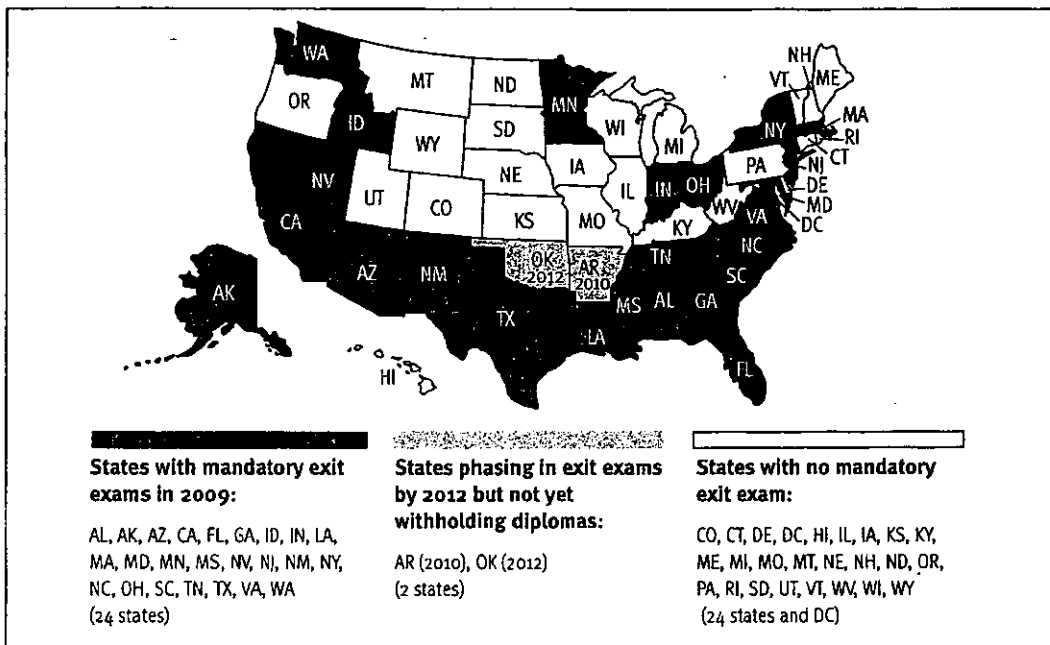 WA
MT
ND
MN
OR
ID
SD
WI
MI
NY
VT
NH
ME
MA
RI
CT
NJ
DE
MD
DC
WY
NE
IA
PA
NV
UT
CO
KS
MO
IL
IN
OH
WV
VA
KY
CA
NC
TN
SC
AZ
NM
OK
2012
AR
2010
MS
AL
GA
AK
TX
LA
FL
HI
States with mandatory exit
exams in 2009:
AL, AK, AZ, CA, FL, GA, ID, IN, LA,
MA, MD, MN, MS, NV, NJ, NM, NY,
NC, OH, SC, TN, TX, VA, WA
(24 states)
States phasing in exit exams
by 2012 but not yet
withholding diplomas:
AR (2010), OK (2012)
(2 states)
States with no mandatory
exit exam:
CO, CT, DE, DC, HI, IL, IA, KS, KY,
ME, MI, MO, MT, NE, NH, ND, OR,
PA, RI, SD, UT, VT, WV, WI, WY
(24 states and DC)